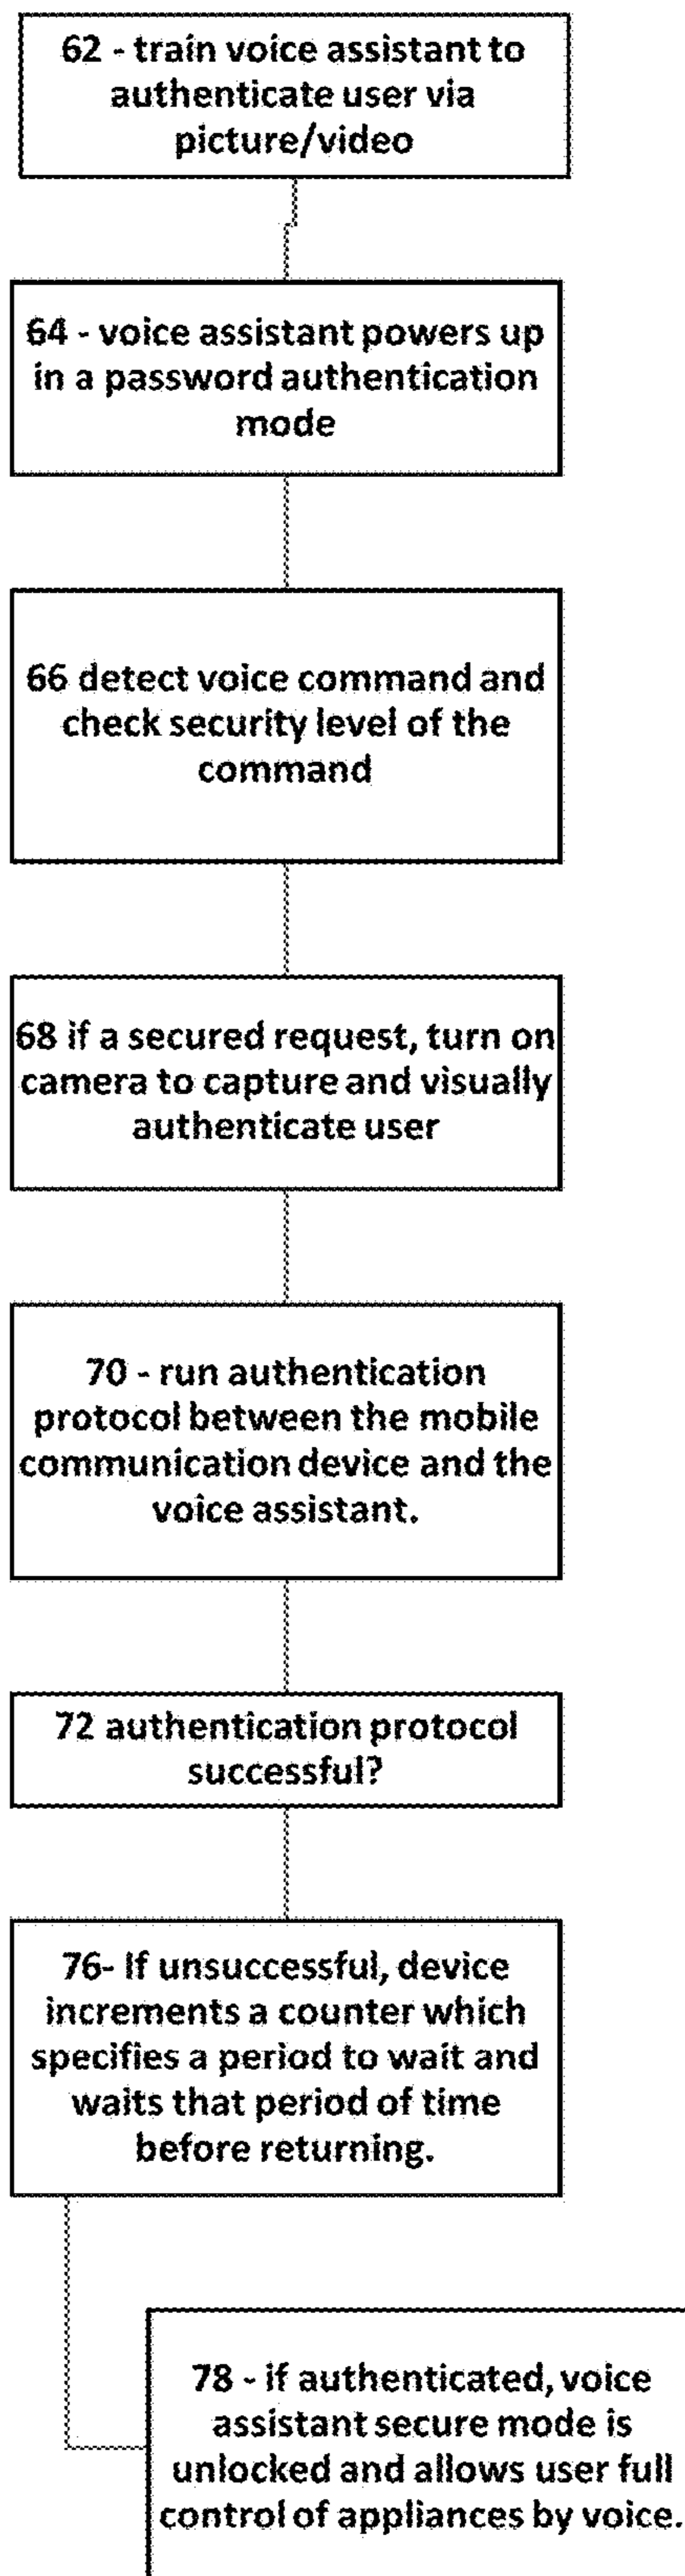 62 - train voice assistant to
authenticate user via
picture/video
64 - voice assistant powers up
in a password authentication
mode
66 detect voice command and
check security level of the
command
68 if a secured request, turn on
camera to capture and visually
authenticate user
70 - run authentication
protocol between the mobile
communication device and the
voice assistant.
72 authentication protocol
successful?
76- If unsuccessful, device
increments a counter which
specifies a period to wait and
waits that period of time
before returning.
78 - if authenticated, voice
assistant secure mode is
unlocked and allows user full
control of appliances by voice.